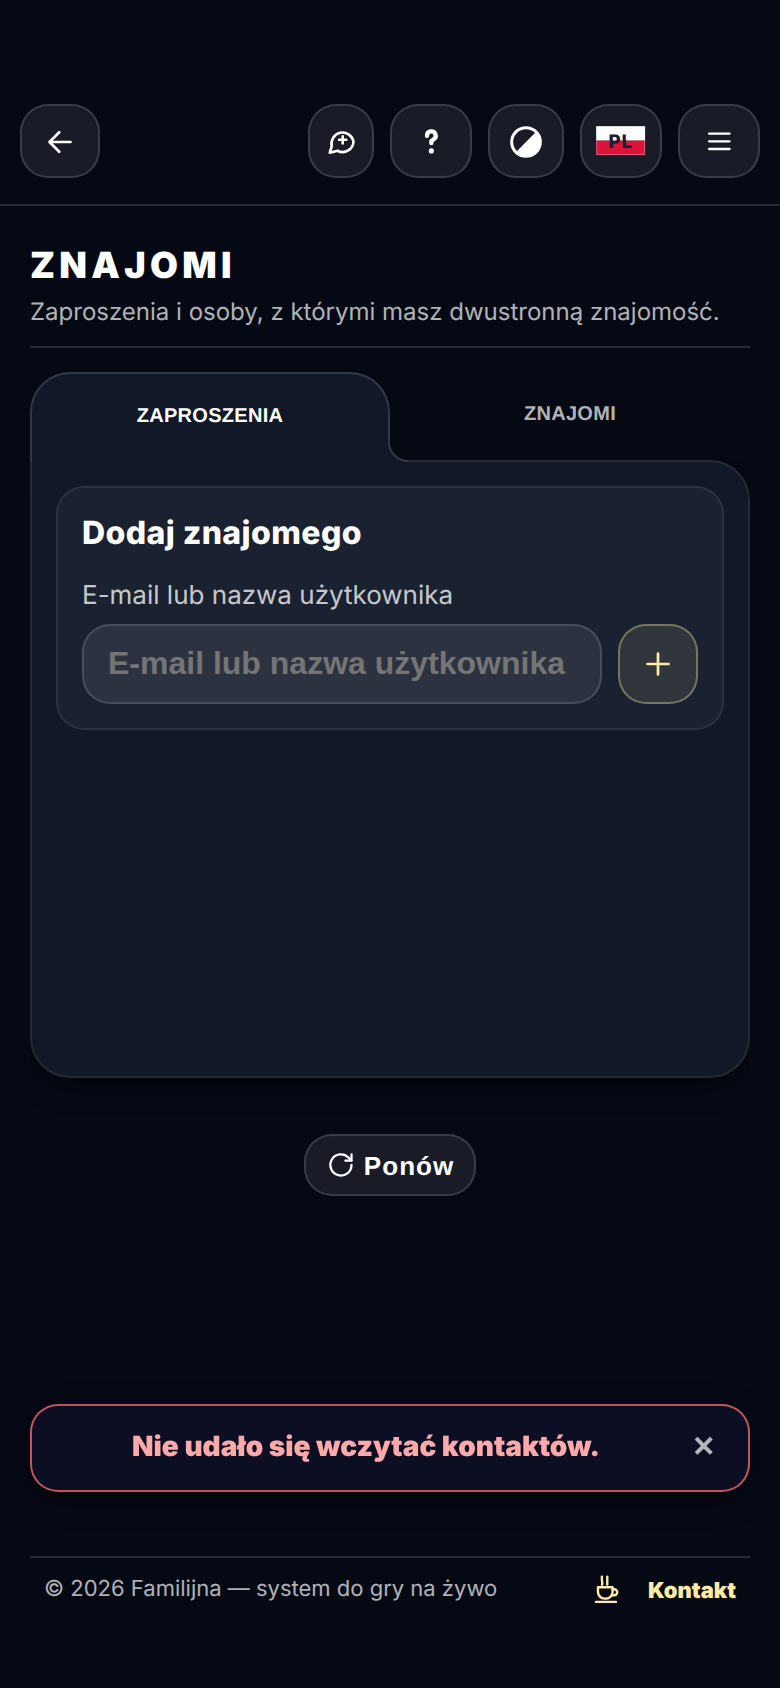 ?
PL
ZNAJOMI
Zaproszenia i osoby, z którymi masz dwustronną znajomość.
ZAPROSZENIA
ZNAJOMI
Dodaj znajomego
E-mail lub nazwa użytkownika
E-mail lub nazwa użytkownika
Ponów
Nie udało się wczytać kontaktów.
© 2026 Familijna — system do gry na żywo
Kontakt